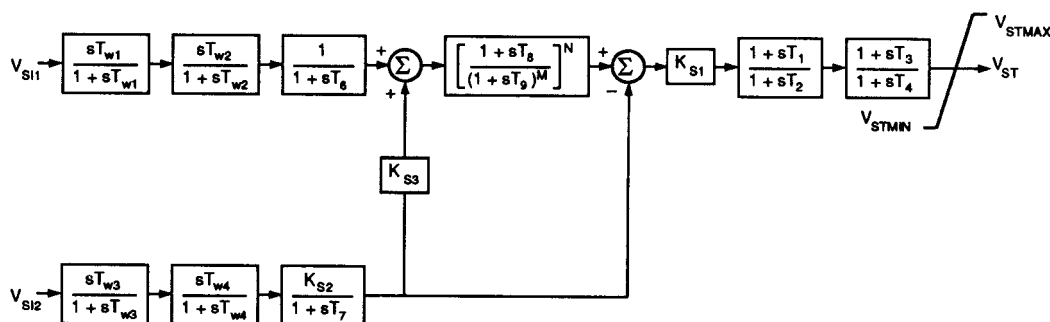 V_SI1
sT_w1 / 1 + sT_w1
sT_w2 / 1 + sT_w2
1 / 1 + sT_6
+
Σ
+
[ 1 + sT_8 / (1 + sT_9)^M ]^N
+
Σ
−
K_S1
1 + sT_1 / 1 + sT_2
1 + sT_3 / 1 + sT_4
V_STMAX
V_ST
V_STMIN
K_S3
V_SI2
sT_w3 / 1 + sT_w3
sT_w4 / 1 + sT_w4
K_S2 / 1 + sT_7